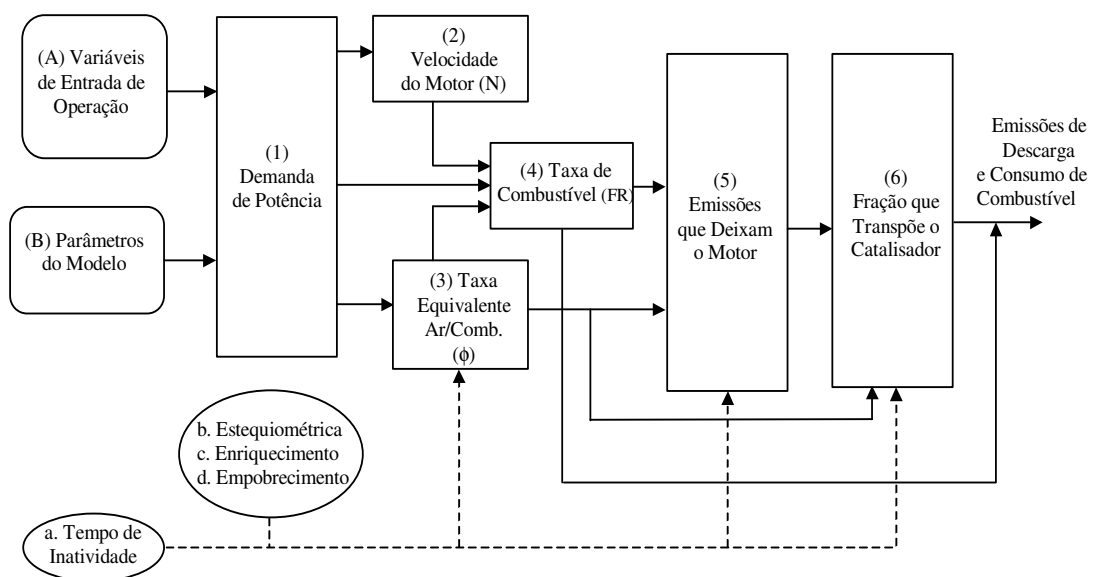 (A) Variáveis
de Entrada de
Operação
(B) Parâmetros
do Modelo
(1)
Demanda
de Potência
(2)
Velocidade
do Motor (N)
(3) Taxa
Equivalente
Ar/Comb.
(ϕ)
(4) Taxa de
Combustível (FR)
(5)
Emissões
que Deixam
o Motor
(6)
Fração que
Transpõe o
Catalisador
Emissões de
Descarga
e Consumo de
Combustível
b. Estequiométrica
c. Enriquecimento
d. Empobrecimento
a. Tempo de
Inatividade